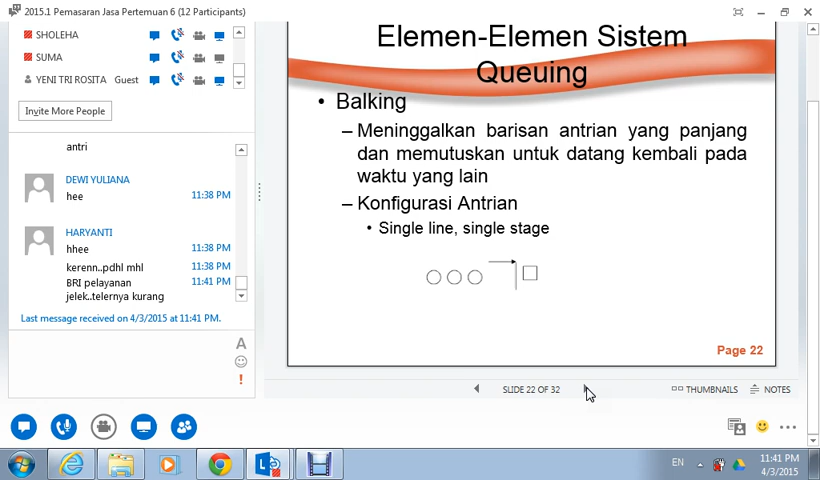 2015.1 Pemasaran Jasa Pertemuan 6 (12 Participants)
SHOLEHA
SUMA
YENI TRI ROSITA Guest
Invite More People
antri
DEWI YULIANA
hee 11:38 PM
HARYANTI
hhee 11:38 PM
kerenn..pdhl mhl 11:38 PM
BRI pelayanan 11:41 PM
jelek..telernya kurang
Last message received on 4/3/2015 at 11:41 PM.
A
!
Elemen-Elemen Sistem
Queuing
• Balking
– Meninggalkan barisan antrian yang panjang
dan memutuskan untuk datang kembali pada
waktu yang lain
– Konfigurasi Antrian
• Single line, single stage
Page 22
SLIDE 22 OF 32
THUMBNAILS
NOTES
EN
11:41 PM
4/3/2015